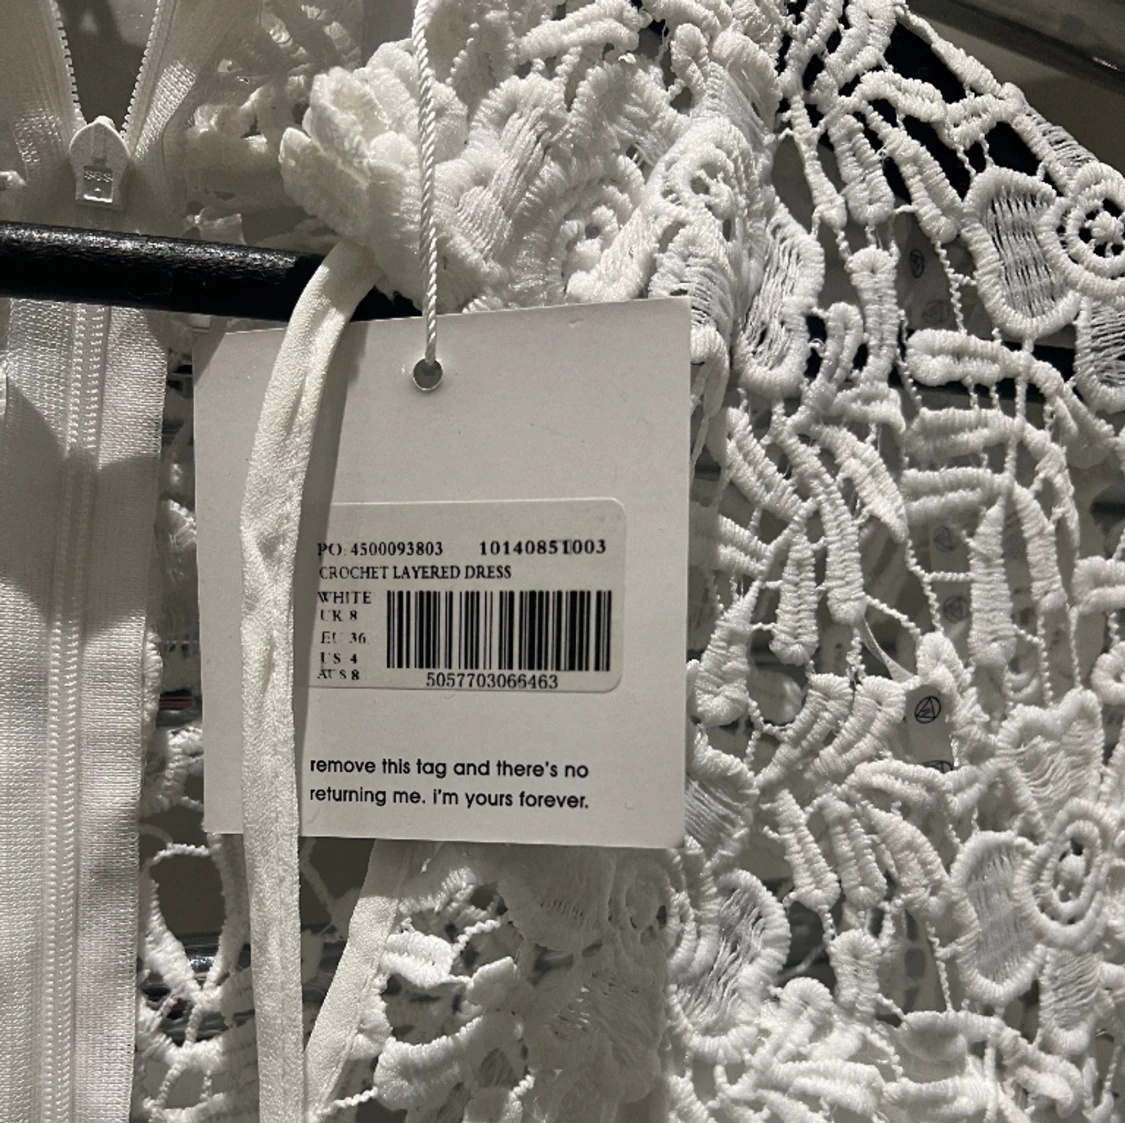 SBS
PO: 4500093803 10140851003
CROCHET LAYERED DRESS
WHITE
UK 8
EU 36
US 4
AUS 8
5057703066463
remove this tag and there's no
returning me. i'm yours forever.